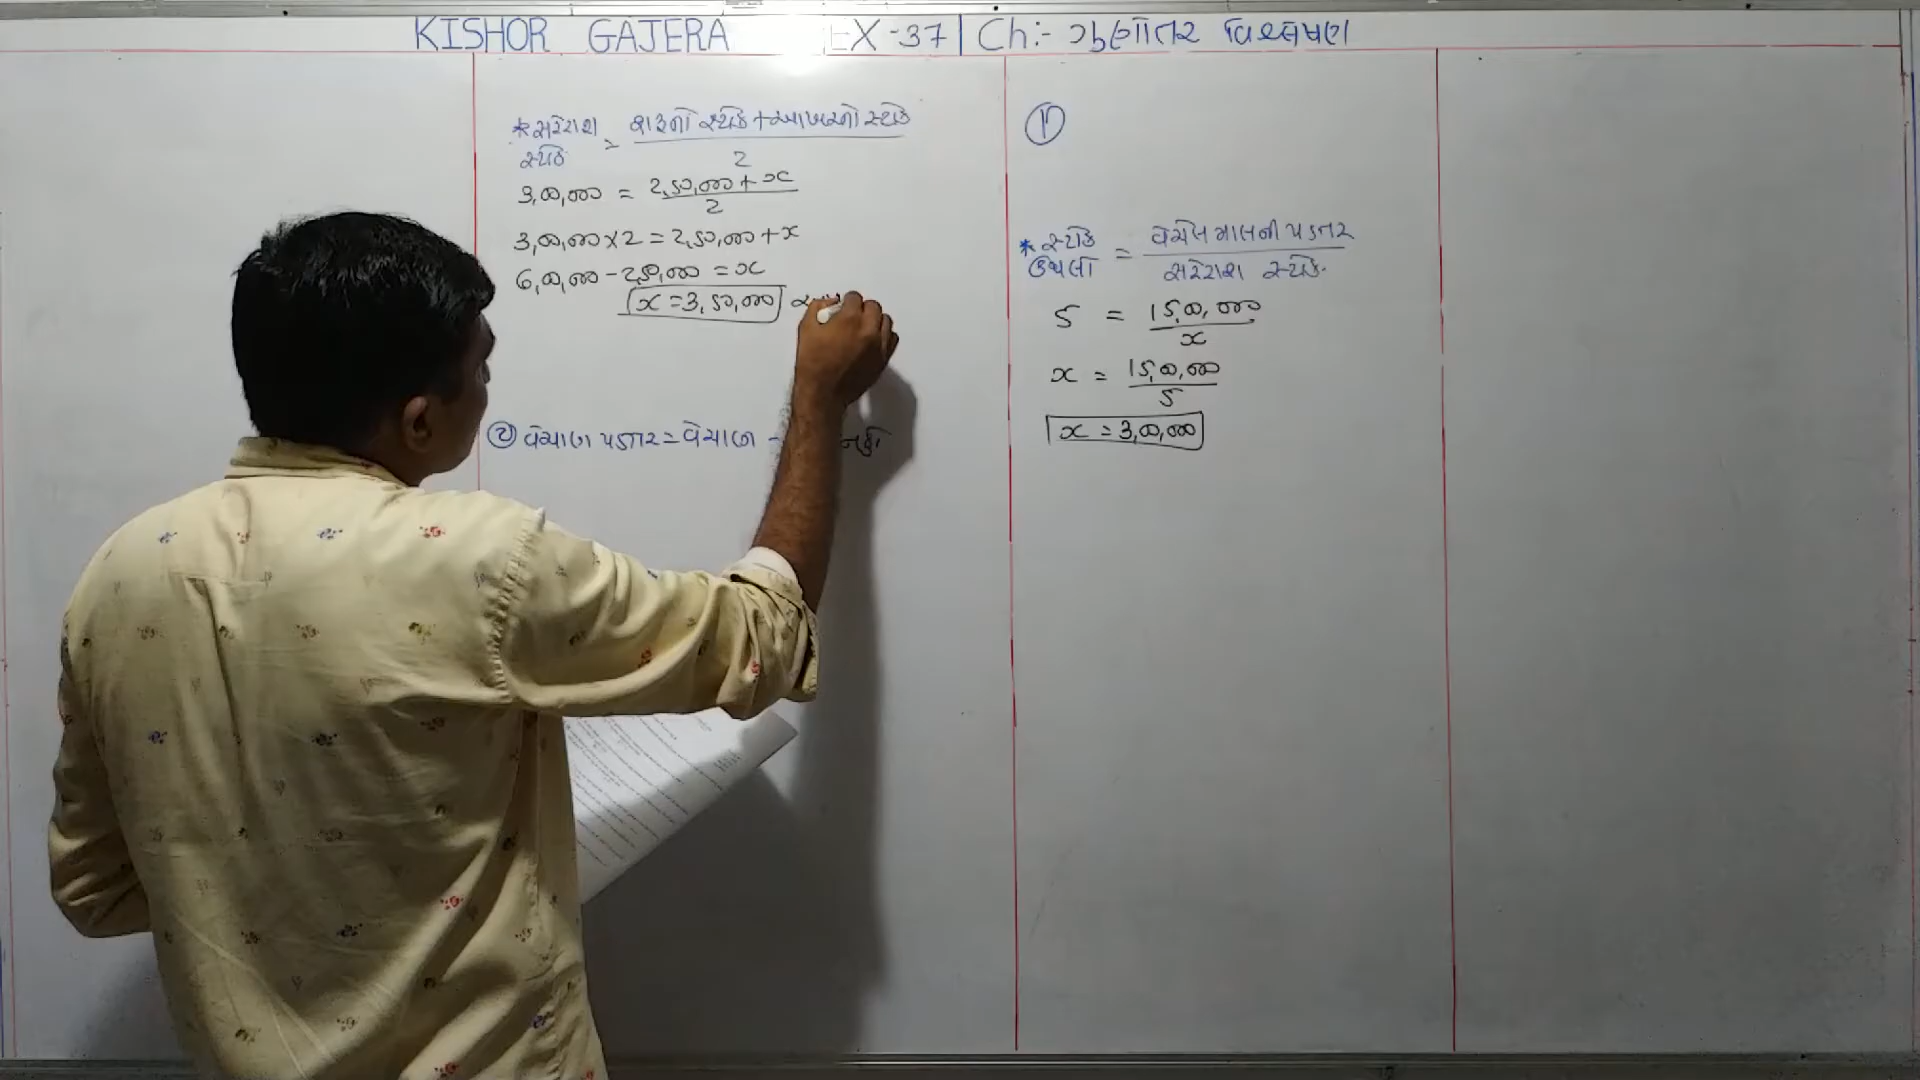 KISHOR GAJERA EX-37 | Ch:- ગુણોત્તર વિશ્લેષણ
* સરેરાશ સ્ટોક = શરૂનો સ્ટોક + આખરનો સ્ટોક / 2
3,00,000 = 2,50,000 + x / 2
3,00,000 x 2 = 2,50,000 + x
6,00,000 - 2,50,000 = x
x = 3,50,000
② વેચાણ પડતર = વેચાણ -
①
* સ્ટોક ઉથલો = વેચેલ માલની પડતર / સરેરાશ સ્ટોક
5 = 15,00,000 / x
x = 15,00,000 / 5
x = 3,00,000